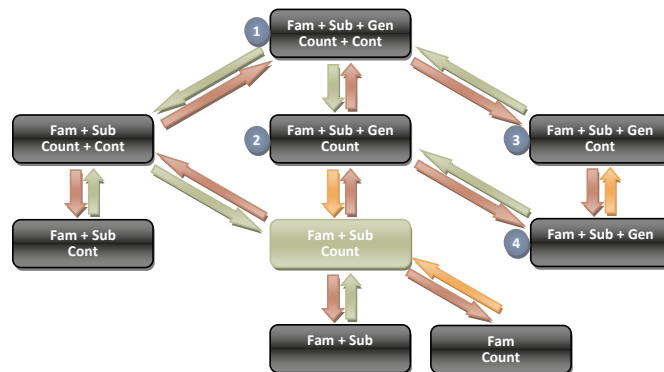 1
Fam + Sub + Gen
Count + Cont
Fam + Sub
Count + Cont
2
Fam + Sub + Gen
Count
3
Fam + Sub + Gen
Cont
Fam + Sub
Cont
Fam + Sub
Count
4
Fam + Sub + Gen
Fam + Sub
Fam
Count